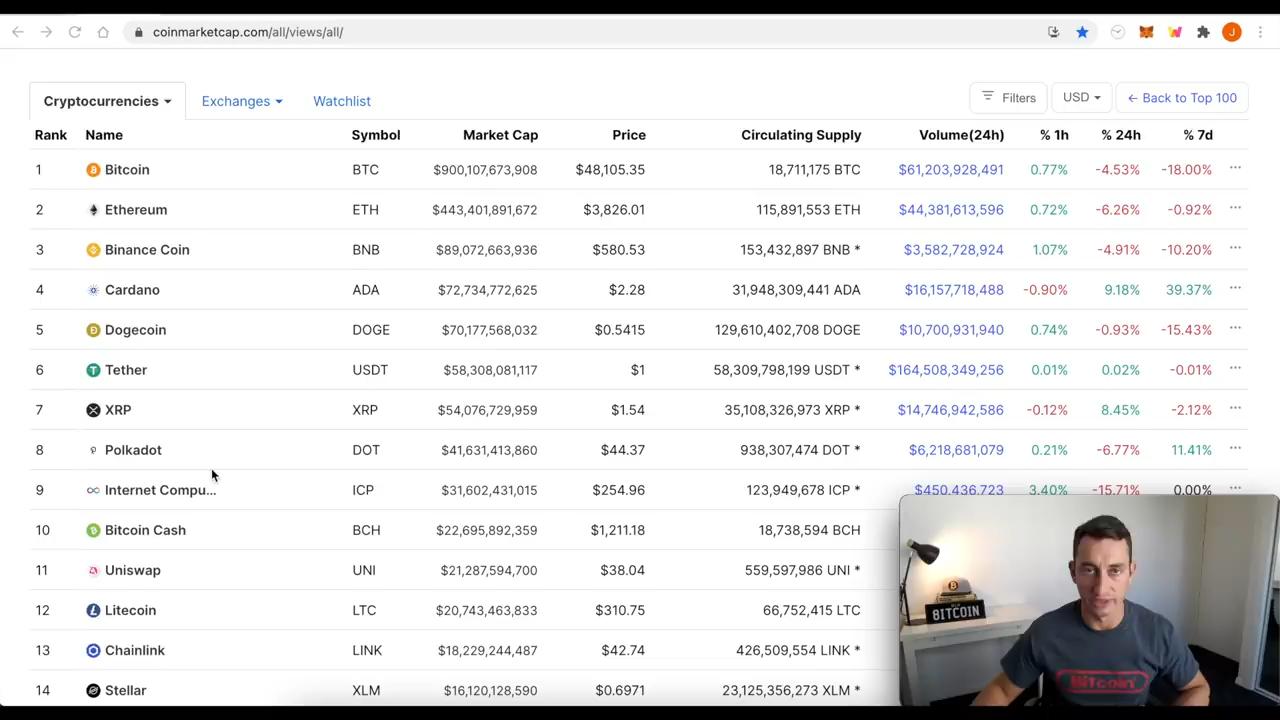 coinmarketcap.com/all/views/all/
J
Cryptocurrencies Exchanges Watchlist Filters USD ← Back to Top 100
Rank Name Symbol Market Cap Price Circulating Supply Volume(24h) % 1h % 24h % 7d
1 Bitcoin BTC $900,107,673,908 $48,105.35 18,711,175 BTC $61,203,928,491 0.77% -4.53% -18.00%
2 Ethereum ETH $443,401,891,672 $3,826.01 115,891,553 ETH $44,381,613,596 0.72% -6.26% -0.92%
3 Binance Coin BNB $89,072,663,936 $580.53 153,432,897 BNB * $3,582,728,924 1.07% -4.91% -10.20%
4 Cardano ADA $72,734,772,625 $2.28 31,948,309,441 ADA $16,157,718,488 -0.90% 9.18% 39.37%
5 Dogecoin DOGE $70,177,568,032 $0.5415 129,610,402,708 DOGE $10,700,931,940 0.74% -0.93% -15.43%
6 Tether USDT $58,308,081,117 $1 58,309,798,199 USDT * $164,508,349,256 0.01% 0.02% -0.01%
7 XRP XRP $54,076,729,959 $1.54 35,108,326,973 XRP * $14,746,942,586 -0.12% 8.45% -2.12%
8 Polkadot DOT $41,631,413,860 $44.37 938,307,474 DOT * $6,218,681,079 0.21% -6.77% 11.41%
9 Internet Compu... ICP $31,602,431,015 $254.96 123,949,678 ICP * $450,436,723 3.40% -15.71% 0.00%
10 Bitcoin Cash BCH $22,695,892,359 $1,211.18 18,738,594 BCH
11 Uniswap UNI $21,287,594,700 $38.04 559,597,986 UNI *
12 Litecoin LTC $20,743,463,833 $310.75 66,752,415 LTC
13 Chainlink LINK $18,229,244,487 $42.74 426,509,554 LINK *
14 Stellar XLM $16,120,128,590 $0.6971 23,125,356,273 XLM *
BITCOIN
Bitcoin